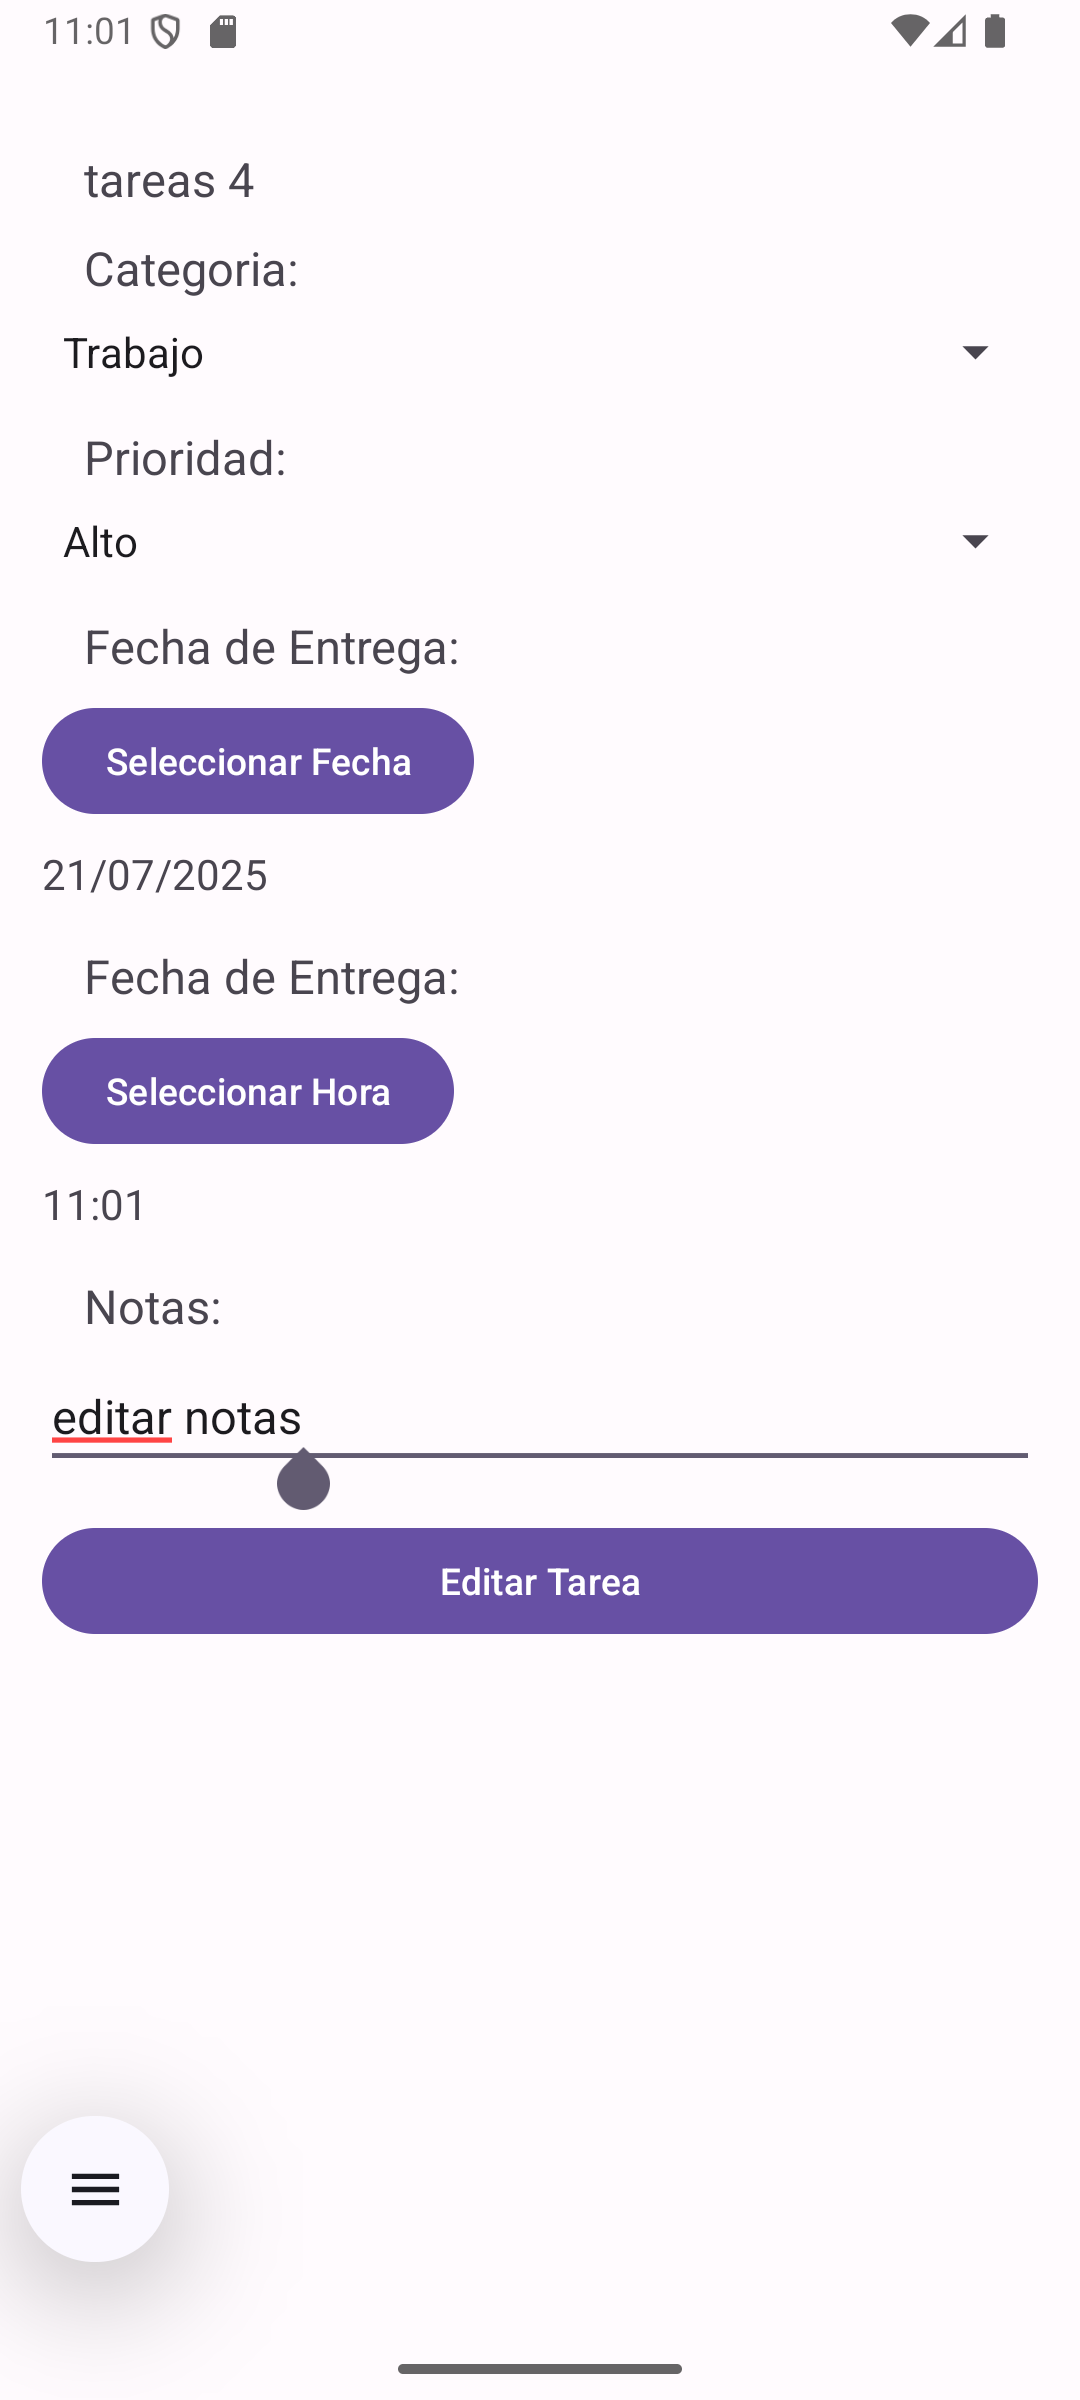 11:01
tareas 4
Categoria:
Trabajo
Prioridad:
Alto
Fecha de Entrega:
Seleccionar Fecha
21/07/2025
Fecha de Entrega:
Seleccionar Hora
11:01
Notas:
editar notas
Editar Tarea